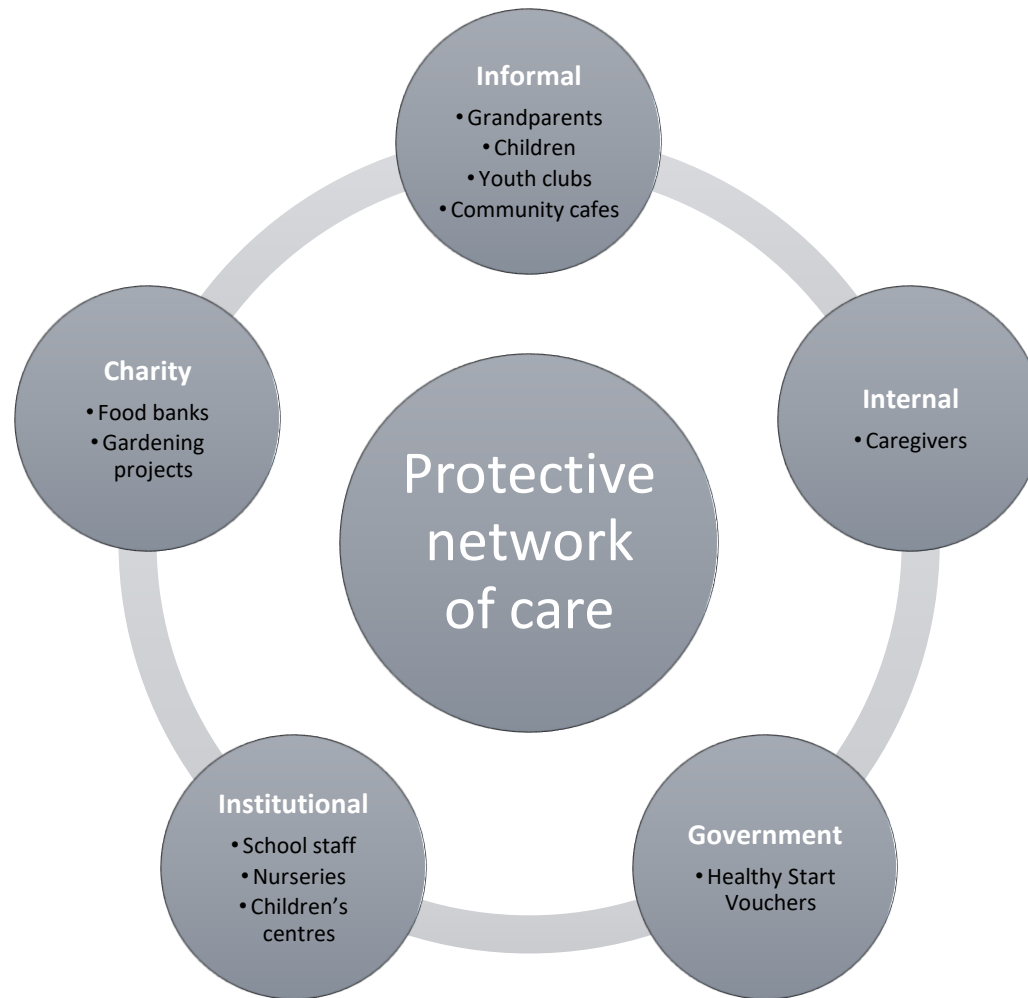 Informal
• Grandparents
• Children
• Youth clubs
• Community cafes
Internal
• Caregivers
Government
• Healthy Start
Vouchers
Institutional
• School staff
• Nurseries
• Children’s
centres
Charity
• Food banks
• Gardening
projects
Protective
network
of care